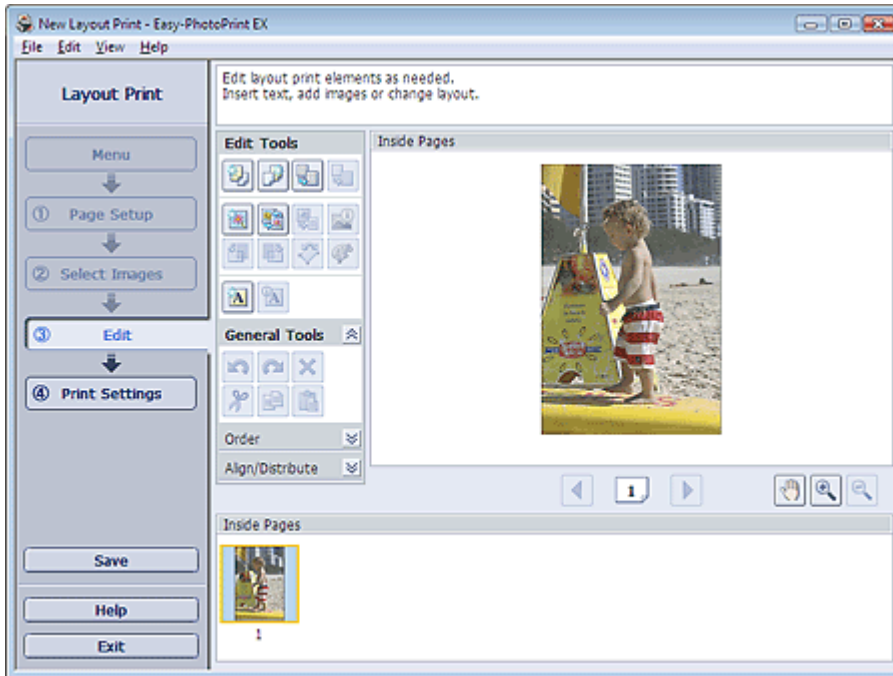 New Layout Print - Easy-PhotoPrint EX
File Edit View Help
Layout Print
Edit layout print elements as needed.
Insert text, add images or change layout.
Menu
① Page Setup
② Select Images
③ Edit
④ Print Settings
Edit Tools
A A
General Tools
Order
Align/Distribute
Inside Pages
1
Inside Pages
1
Save
Help
Exit